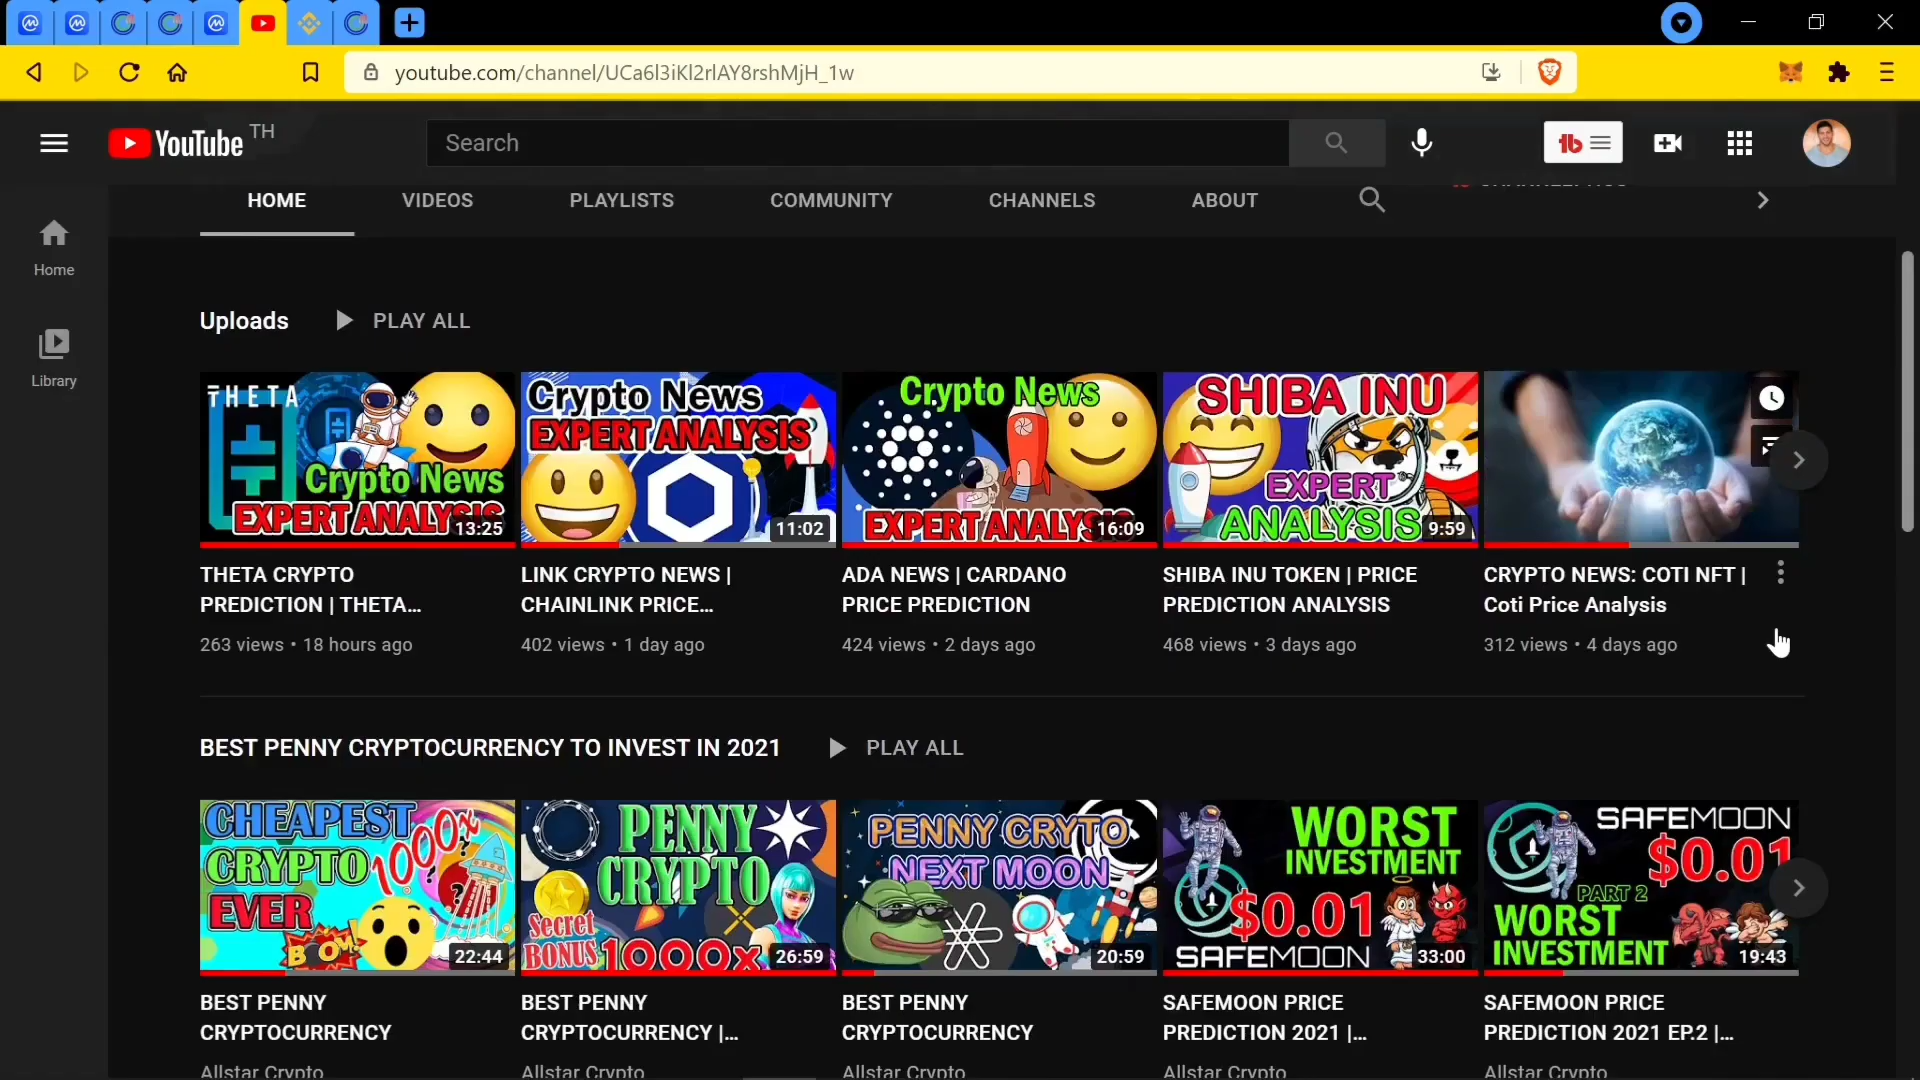 youtube.com/channel/UCa6l3iKl2rlAY8rshMjH_1w
YouTube TH
Search
HOME VIDEOS PLAYLISTS COMMUNITY CHANNELS ABOUT
Home
Library
Uploads PLAY ALL
THETA
Crypto News
EXPERT ANALYSIS
13:25
Crypto News
EXPERT ANALYSIS
11:02
Crypto News
EXPERT ANALYSIS
16:09
SHIBA INU
EXPERT
ANALYSIS
9:59
THETA CRYPTO
PREDICTION | THETA...
263 views • 18 hours ago
LINK CRYPTO NEWS |
CHAINLINK PRICE...
402 views • 1 day ago
ADA NEWS | CARDANO
PRICE PREDICTION
424 views • 2 days ago
SHIBA INU TOKEN | PRICE
PREDICTION ANALYSIS
468 views • 3 days ago
CRYPTO NEWS: COTI NFT |
Coti Price Analysis
312 views • 4 days ago
BEST PENNY CRYPTOCURRENCY TO INVEST IN 2021 PLAY ALL
CHEAPEST
CRYPTO 1000x
EVER
BOOM!
22:44
PENNY
CRYPTO
Secret
BONUS 1000x
26:59
PENNY CRYTO
NEXT MOON
20:59
WORST
INVESTMENT
$0.01
SAFEMOON
33:00
SAFEMOON
$0.01
PART 2
WORST
INVESTMENT
19:43
BEST PENNY
CRYPTOCURRENCY
Allstar Crypto
BEST PENNY
CRYPTOCURRENCY |...
Allstar Crypto
BEST PENNY
CRYPTOCURRENCY
Allstar Crypto
SAFEMOON PRICE
PREDICTION 2021 |...
Allstar Crypto
SAFEMOON PRICE
PREDICTION 2021 EP.2 |...
Allstar Crypto